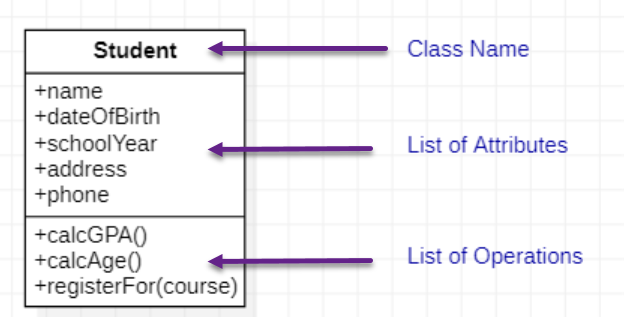 Student
Class Name
+name
+dateOfBirth
+schoolYear
+address
+phone
List of Attributes
+calcGPA()
+calcAge()
+registerFor(course)
List of Operations